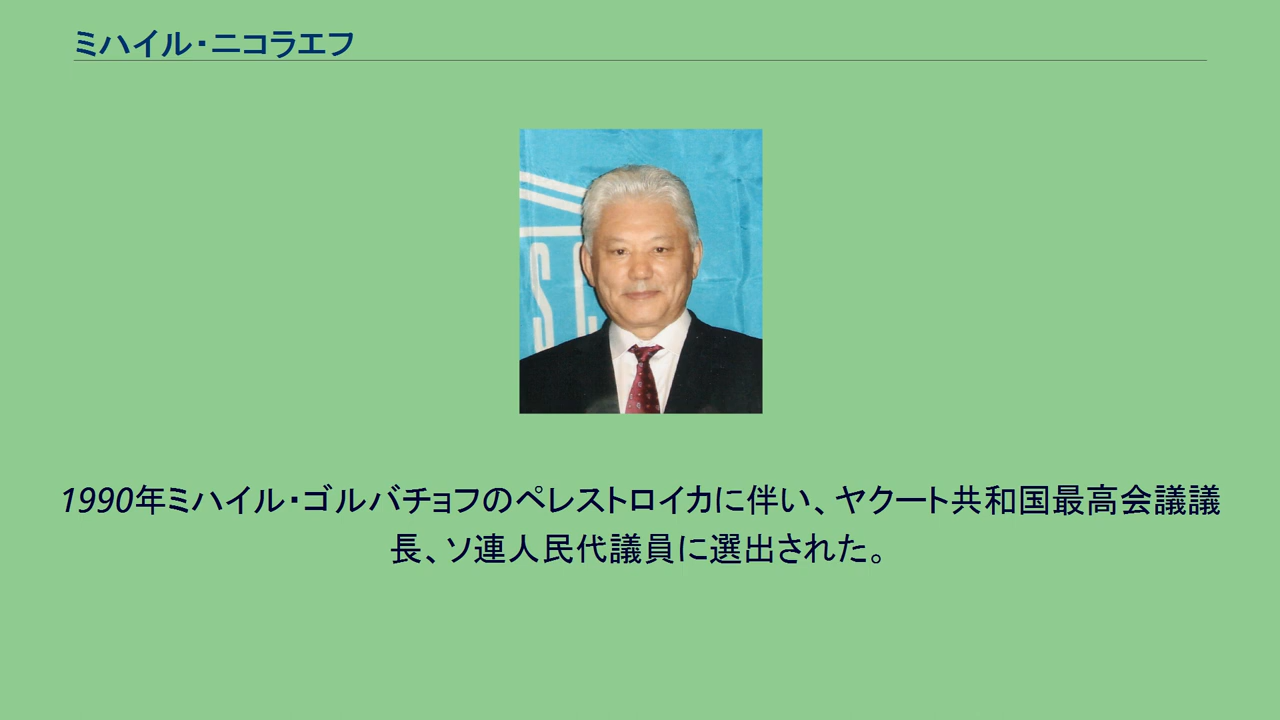 ミハイル・ニコラエフ
SC
1990年ミハイル・ゴルバチョフのペレストロイカに伴い、ヤクート共和国最高会議議
長、ソ連人民代議員に選出された。